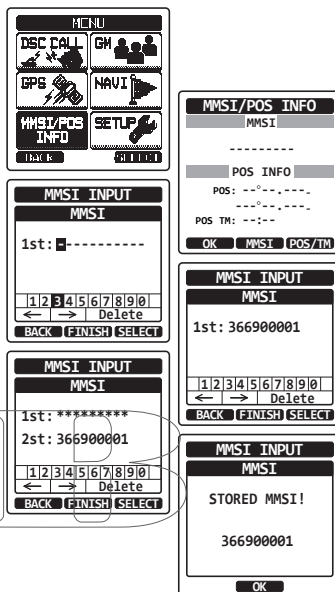 MENU
DSC CALL GM
GPS NAVI
MMSI/POS INFO SETUP
BACK SELECT
MMSI/POS INFO
MMSI
---------
POS INFO
POS: --°--.---_
---°--.---_
POS TM: --:--
OK MMSI POS/TM
MMSI INPUT
MMSI
1st: ----------
1 2 3 4 5 6 7 8 9 0
← → Delete
BACK FINISH SELECT
MMSI INPUT
MMSI
1st: 366900001
1 2 3 4 5 6 7 8 9 0
← → Delete
BACK FINISH SELECT
MMSI INPUT
MMSI
1st: *********
2st: 366900001
1 2 3 4 5 6 7 8 9 0
← → Delete
BACK FINISH SELECT
MMSI INPUT
MMSI
STORED MMSI!
366900001
OK